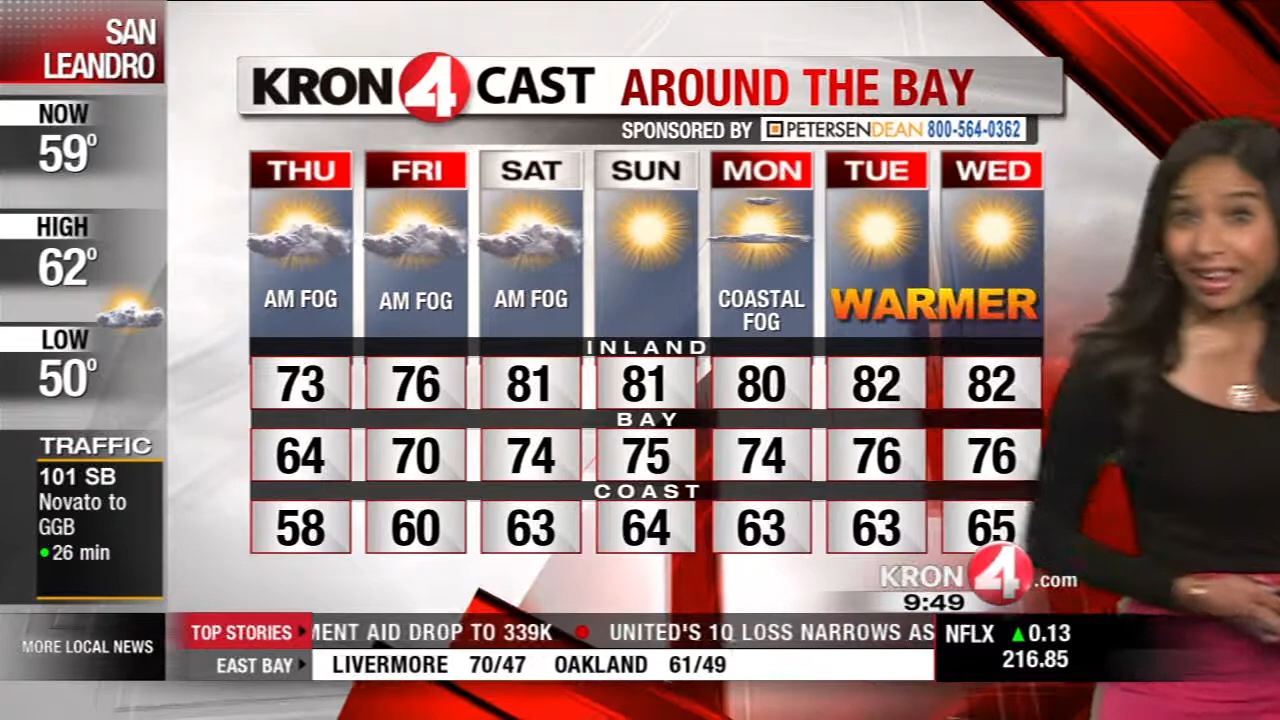 SAN
LEANDRO
NOW
59°
HIGH
62°
LOW
50°
TRAFFIC
101 SB
Novato to
GGB
26 min
MORE LOCAL NEWS
KRON 4 CAST AROUND THE BAY
SPONSORED BY PETERSENDEAN 800-564-0362
THU FRI SAT SUN MON TUE WED
AM FOG AM FOG AM FOG COASTAL FOG WARMER
INLAND
73 76 81 81 80 82 82
BAY
64 70 74 75 74 76 76
COAST
58 60 63 64 63 63 65
KRON 4 .com
9:49
TOP STORIES MENT AID DROP TO 339K UNITED'S 1Q LOSS NARROWS AS
EAST BAY LIVERMORE 70/47 OAKLAND 61/49
NFLX 0.13
216.85